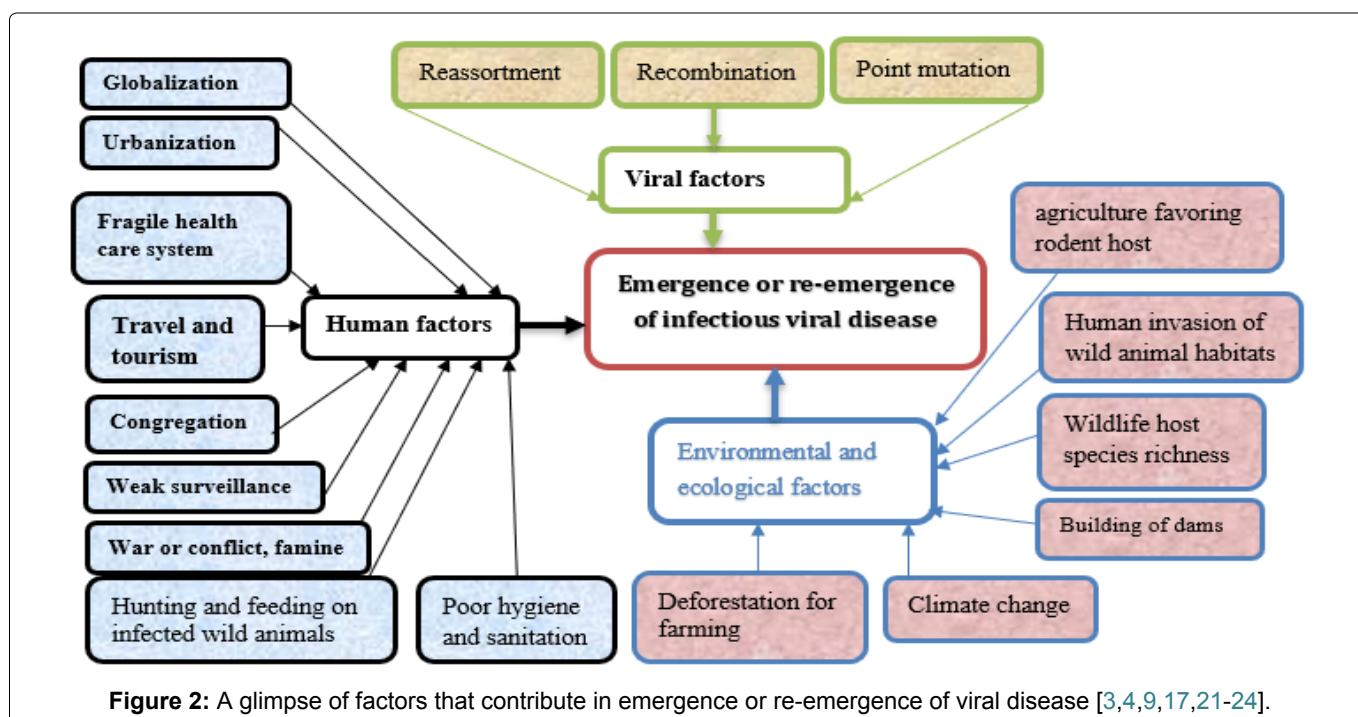 Reassortment
Recombination
Point mutation
Globalization
Urbanization
Viral factors
Fragile health
care system
agriculture favoring
rodent host
Travel and
tourism
Human factors
Emergence or re-emergence
of infectious viral disease
Human invasion of
wild animal habitats
Congregation
Environmental and
ecological factors
Wildlife host
species richness
Weak surveillance
Building of dams
War or conflict, famine
Hunting and feeding on
infected wild animals
Poor hygiene
and sanitation
Deforestation for
farming
Climate change
Figure 2: A glimpse of factors that contribute in emergence or re-emergence of viral disease [3,4,9,17,21-24].